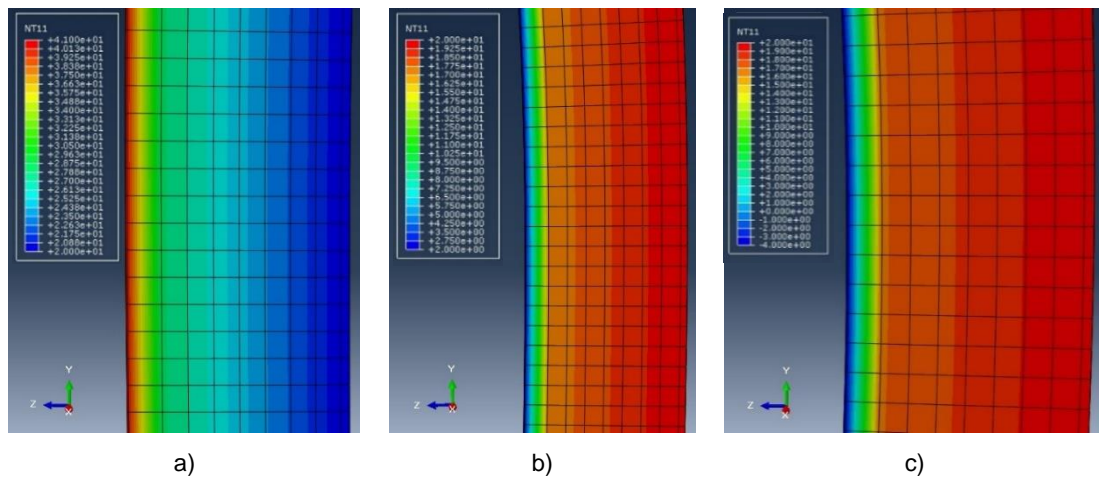 NT11
+4.100e+01
+4.013e+01
+3.925e+01
+3.838e+01
+3.750e+01
+3.663e+01
+3.575e+01
+3.488e+01
+3.400e+01
+3.313e+01
+3.225e+01
+3.138e+01
+3.050e+01
+2.963e+01
+2.875e+01
+2.788e+01
+2.700e+01
+2.613e+01
+2.525e+01
+2.438e+01
+2.350e+01
+2.263e+01
+2.175e+01
+2.088e+01
+2.000e+01
Y
Z
X
a)
NT11
+2.000e+01
+1.925e+01
+1.850e+01
+1.775e+01
+1.700e+01
+1.625e+01
+1.550e+01
+1.475e+01
+1.400e+01
+1.325e+01
+1.250e+01
+1.175e+01
+1.100e+01
+1.025e+01
+9.500e+00
+8.750e+00
+8.000e+00
+7.250e+00
+6.500e+00
+5.750e+00
+5.000e+00
+4.250e+00
+3.500e+00
+2.750e+00
+2.000e+00
Y
Z
X
b)
NT11
+2.000e+01
+1.900e+01
+1.800e+01
+1.700e+01
+1.600e+01
+1.500e+01
+1.400e+01
+1.300e+01
+1.200e+01
+1.100e+01
+1.000e+01
+9.000e+00
+8.000e+00
+7.000e+00
+6.000e+00
+5.000e+00
+4.000e+00
+3.000e+00
+2.000e+00
+1.000e+00
+0.000e+00
-1.000e+00
-2.000e+00
-3.000e+00
-4.000e+00
Y
Z
X
c)